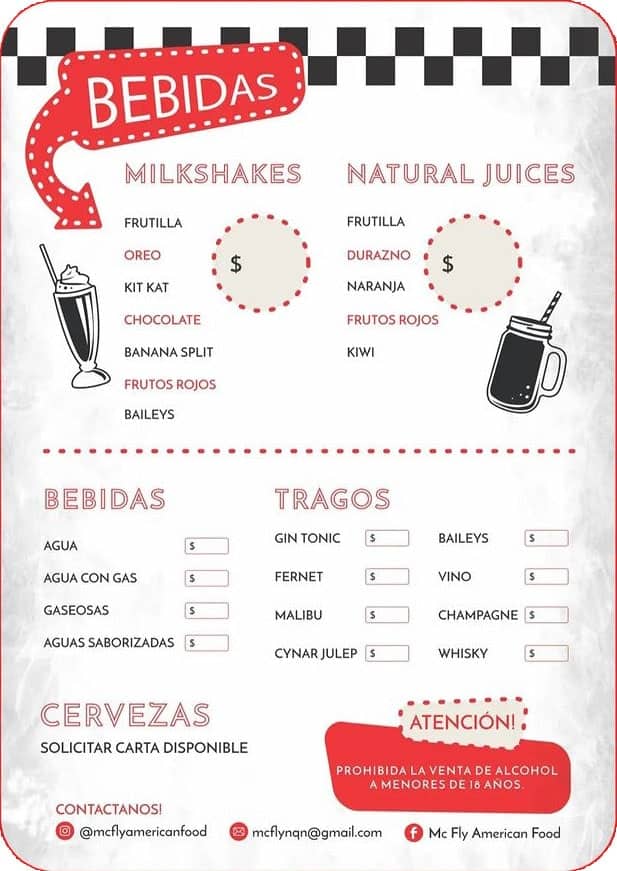 BEBIDAS
MILKSHAKES
FRUTILLA
OREO
KIT KAT
CHOCOLATE
BANANA SPLIT
FRUTOS ROJOS
BAILEYS
$
NATURAL JUICES
FRUTILLA
DURAZNO
NARANJA
FRUTOS ROJOS
KIWI
$
BEBIDAS
AGUA $
AGUA CON GAS $
GASEOSAS $
AGUAS SABORIZADAS $
TRAGOS
GIN TONIC $
FERNET $
MALIBU $
CYNAR JULEP $
BAILEYS $
VINO $
CHAMPAGNE $
WHISKY $
CERVEZAS
SOLICITAR CARTA DISPONIBLE
ATENCIÓN!
PROHIBIDA LA VENTA DE ALCOHOL
A MENORES DE 18 AÑOS.
CONTACTANOS!
@mcflyamericanfood
mcflynqn@gmail.com
Mc Fly American Food